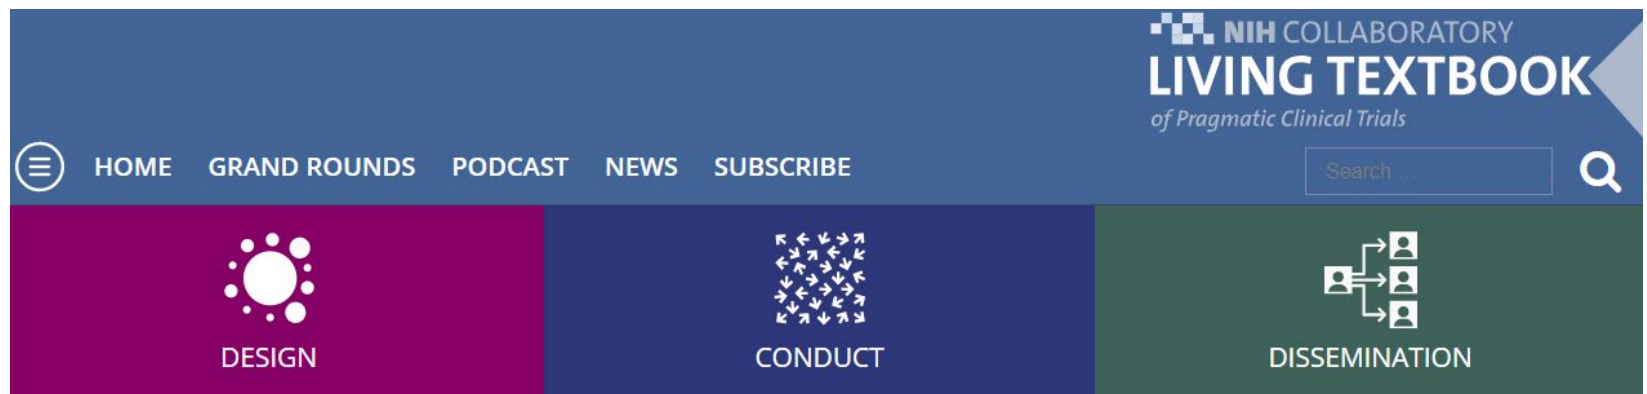 NIH COLLABORATORY
LIVING TEXTBOOK
of Pragmatic Clinical Trials
HOME GRAND ROUNDS PODCAST NEWS SUBSCRIBE Search ...
DESIGN CONDUCT DISSEMINATION